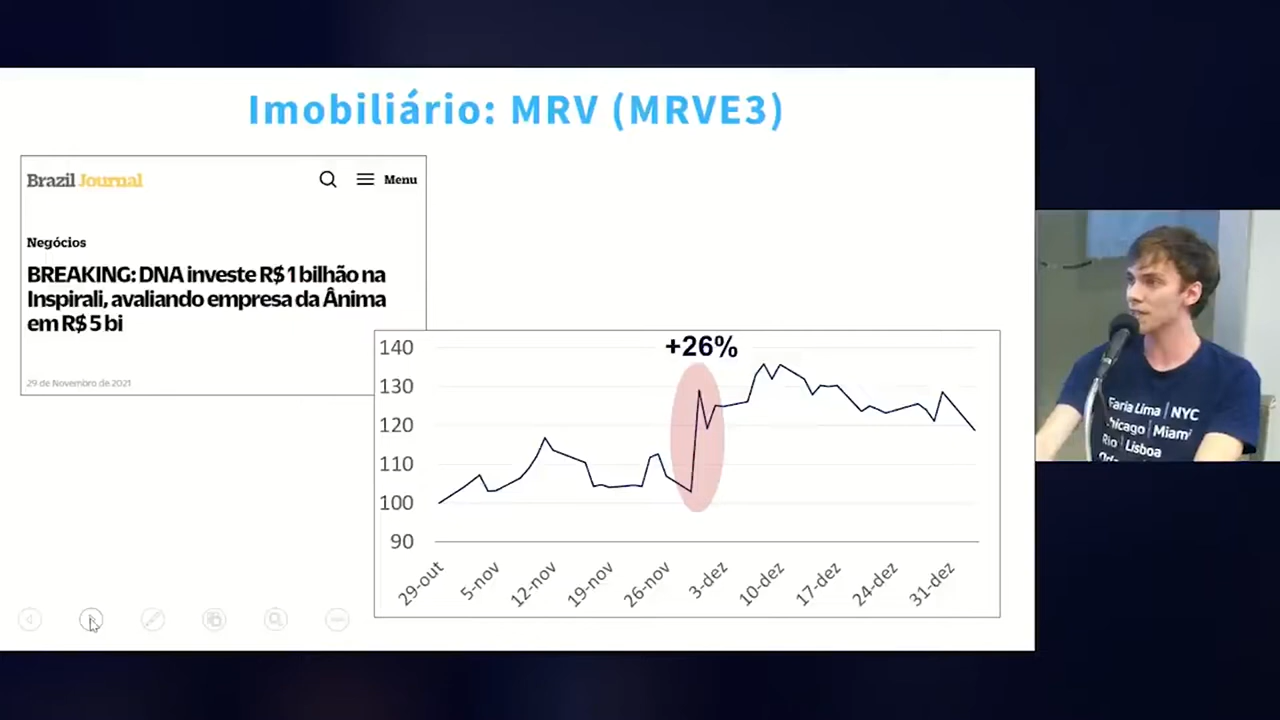 Imobiliário: MRV (MRVE3)
Brazil Journal
Menu
Negócios
BREAKING: DNA investe R$ 1 bilhão na
Inspirali, avaliando empresa da Ânima
em R$ 5 bi
29 de Novembro de 2021
+26%
140
130
120
110
100
90
29-out
5-nov
12-nov
19-nov
26-nov
3-dez
10-dez
17-dez
24-dez
31-dez
Faria Lima | NYC
Chicago | Miami
Rio | Lisboa